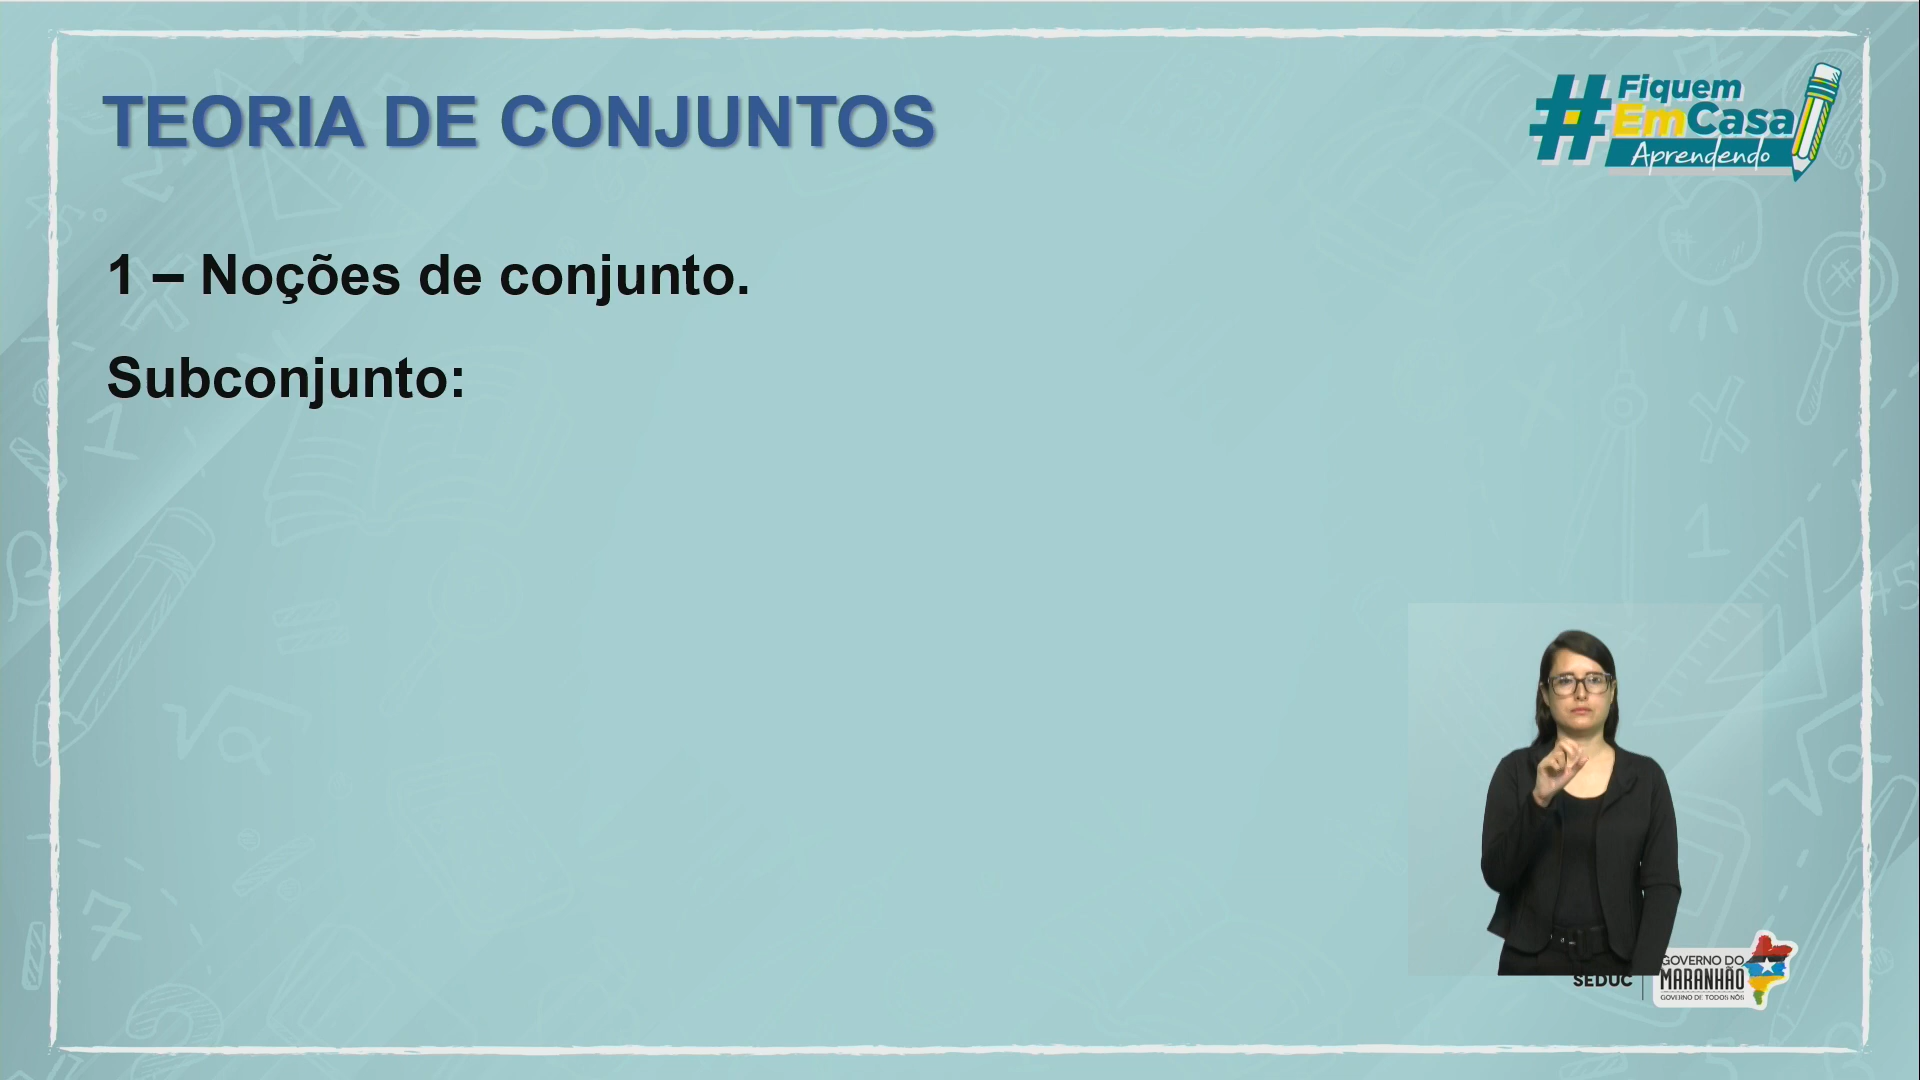 TEORIA DE CONJUNTOS
#Fiquem
EmCasa
Aprendendo
1 – Noções de conjunto.
Subconjunto:
SEDUC
GOVERNO DO
MARANHÃO
GOVERNO DE TODOS NÓS